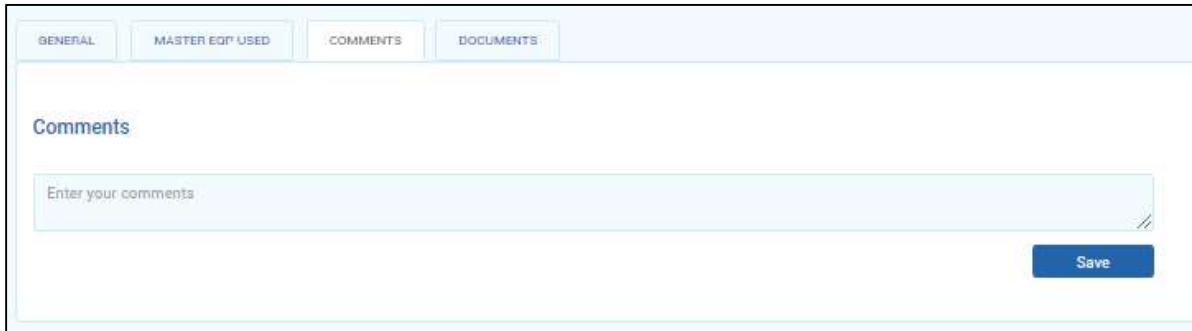 GENERAL
MASTER EQP USED
COMMENTS
DOCUMENTS
Comments
Enter your comments
Save